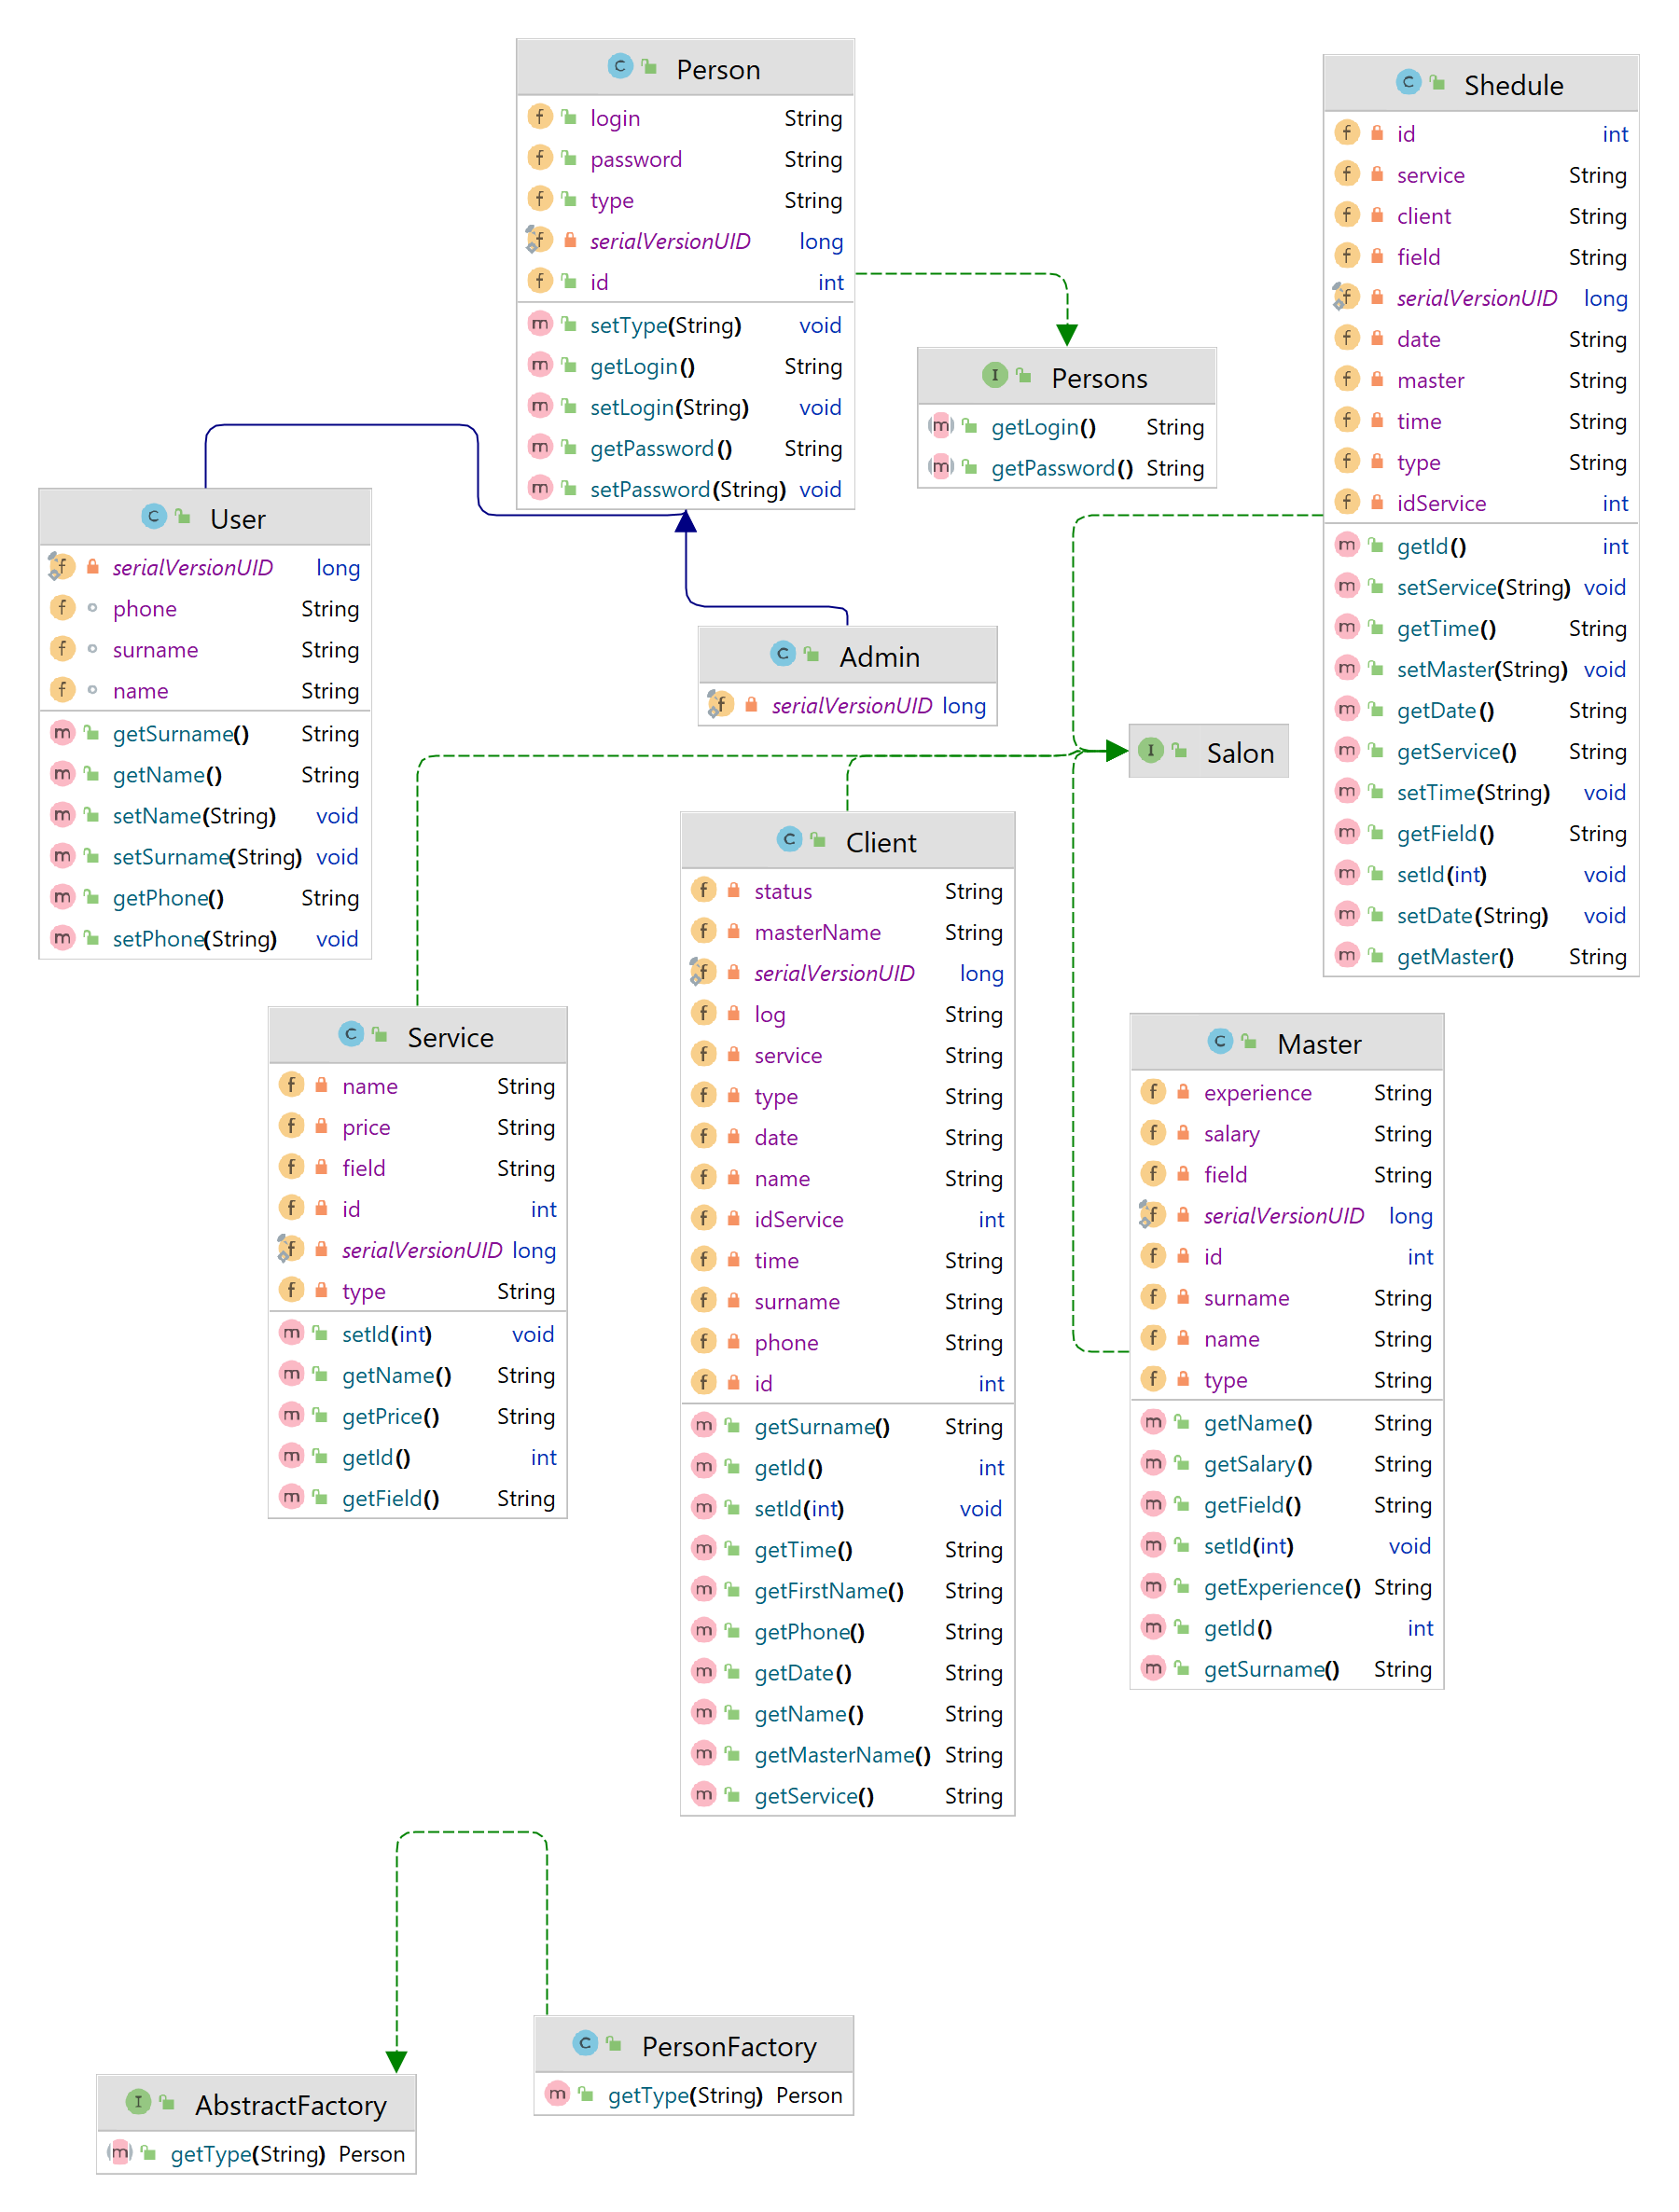 Person
login String
password String
type String
serialVersionUID long
id int
setType(String) void
getLogin() String
setLogin(String) void
getPassword() String
setPassword(String) void
Shedule
id int
service String
client String
field String
serialVersionUID long
date String
master String
time String
type String
idService int
getId() int
setService(String) void
getTime() String
setMaster(String) void
getDate() String
getService() String
setTime(String) void
getField() String
setId(int) void
setDate(String) void
getMaster() String
Persons
getLogin() String
getPassword() String
User
serialVersionUID long
phone String
surname String
name String
getSurname() String
getName() String
setName(String) void
setSurname(String) void
getPhone() String
setPhone(String) void
Admin
serialVersionUID long
Salon
Client
status String
masterName String
serialVersionUID long
log String
service String
type String
date String
name String
idService int
time String
surname String
phone String
id int
getSurname() String
getId() int
setId(int) void
getTime() String
getFirstName() String
getPhone() String
getDate() String
getName() String
getMasterName() String
getService() String
Service
name String
price String
field String
id int
serialVersionUID long
type String
setId(int) void
getName() String
getPrice() String
getId() int
getField() String
Master
experience String
salary String
field String
serialVersionUID long
id int
surname String
name String
type String
getName() String
getSalary() String
getField() String
setId(int) void
getExperience() String
getId() int
getSurname() String
PersonFactory
getType(String) Person
AbstractFactory
getType(String) Person